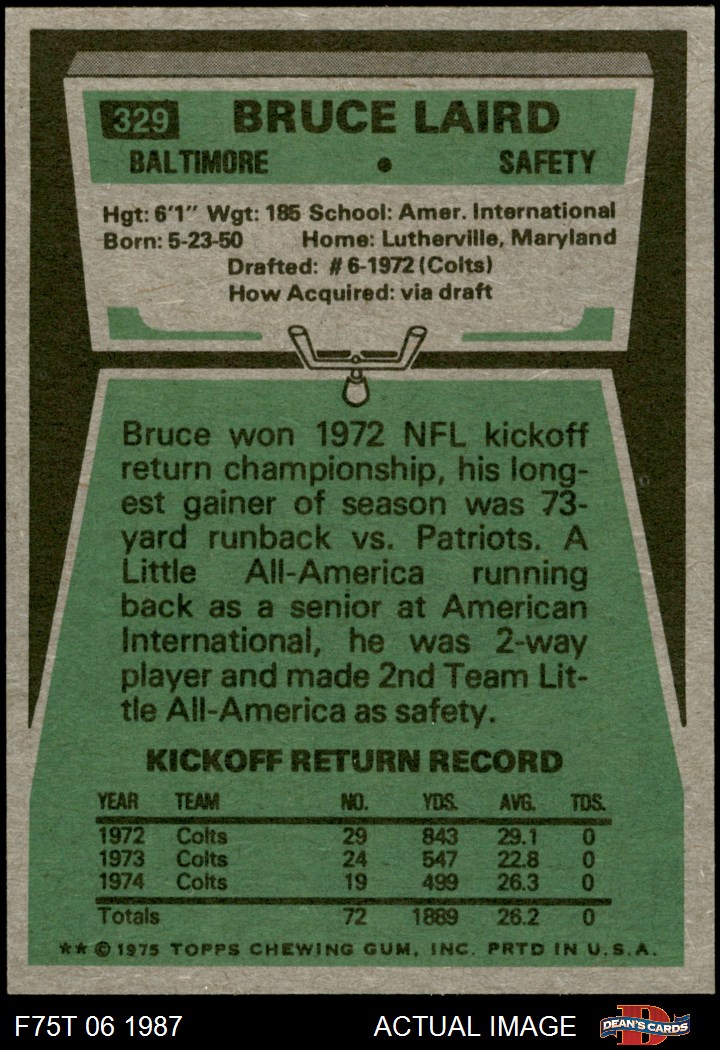 329 BRUCE LAIRD
BALTIMORE • SAFETY
Hgt: 6'1" Wgt: 185 School: Amer. International
Born: 5-23-50 Home: Lutherville, Maryland
Drafted: #6-1972 (Colts)
How Acquired: via draft
Bruce won 1972 NFL kickoff
return championship, his long-
est gainer of season was 73-
yard runback vs. Patriots. A
Little All-America running
back as a senior at American
International, he was 2-way
player and made 2nd Team Lit-
tle All-America as safety.
KICKOFF RETURN RECORD
YEAR TEAM NO. YDS. AVG. TDS.
1972 Colts 29 843 29.1 0
1973 Colts 24 547 22.8 0
1974 Colts 19 499 26.3 0
Totals 72 1889 26.2 0
** © 1975 TOPPS CHEWING GUM, INC. PRTD IN U.S.A.
F75T 06 1987 ACTUAL IMAGE D DEAN'S CARDS